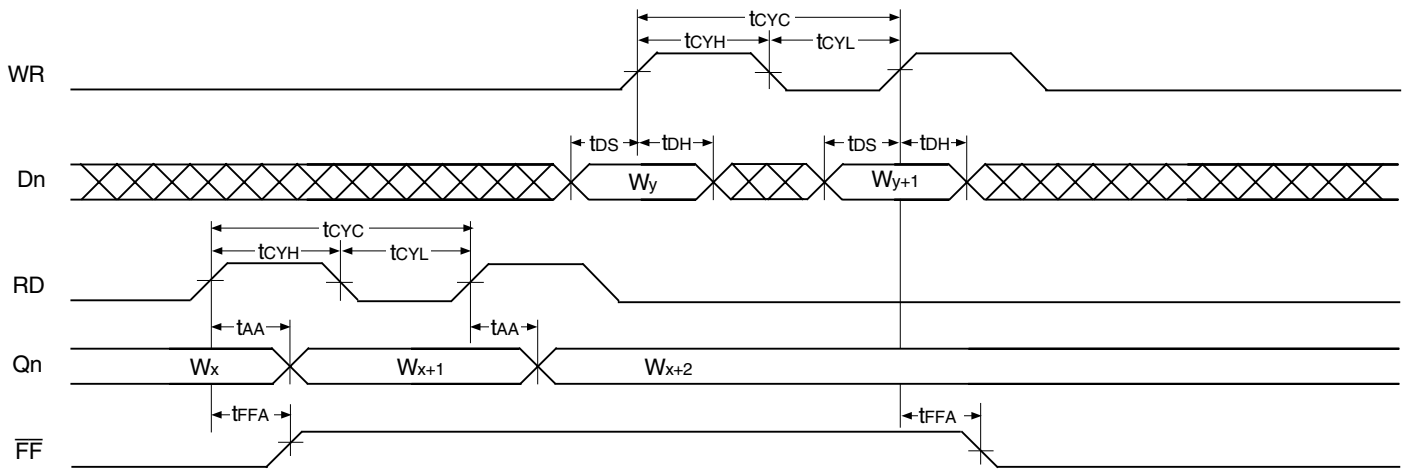 tCYC
tCYH tCYL
WR
tDS tDH tDS tDH
Dn Wy Wy+1
tCYC
tCYH tCYL
RD
tAA tAA
Qn Wx Wx+1 Wx+2
tFFA tFFA
F̅F̅